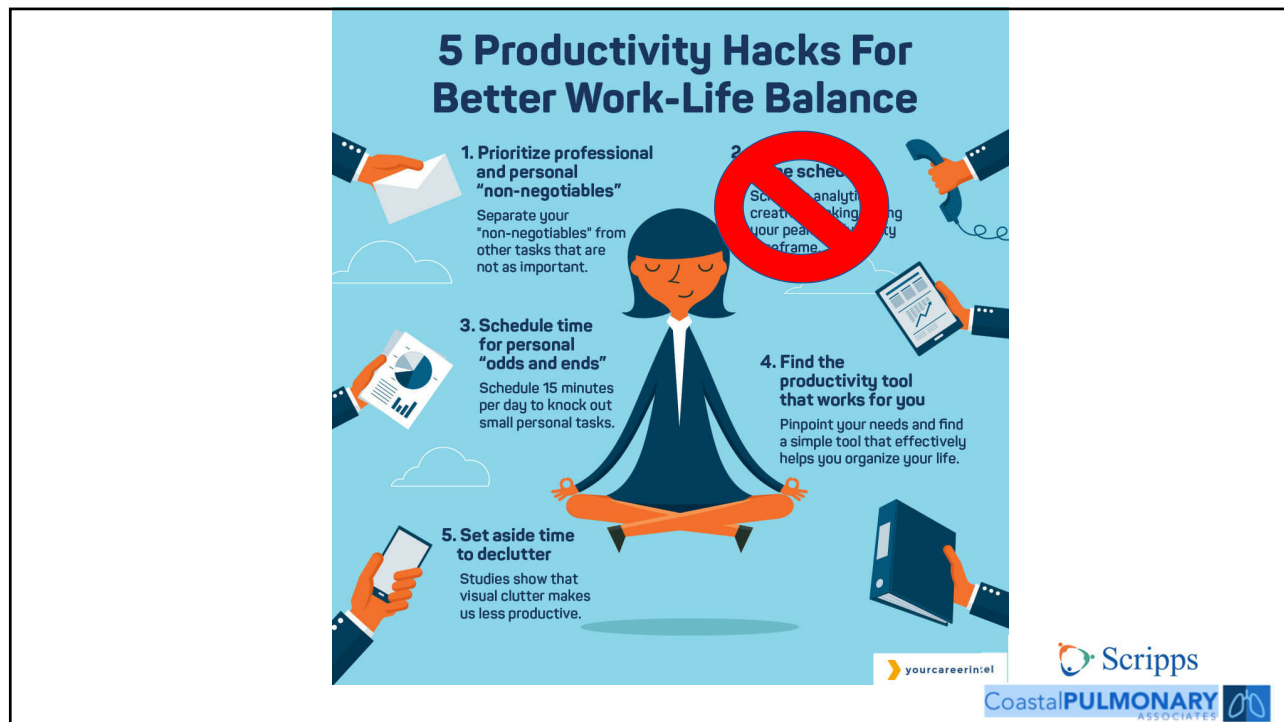 5 Productivity Hacks For
Better Work-Life Balance
1. Prioritize professional
and personal
“non-negotiables”
Separate your
"non-negotiables" from
other tasks that are
not as important.
2
sched
analyti
your
3. Schedule time
for personal
“odds and ends”
Schedule 15 minutes
per day to knock out
small personal tasks.
4. Find the
productivity tool
that works for you
Pinpoint your needs and find
a simple tool that effectively
helps you organize your life.
5. Set aside time
to declutter
Studies show that
visual clutter makes
us less productive.
yourcareerintel
Scripps
CoastalPULMONARY
ASSOCIATES